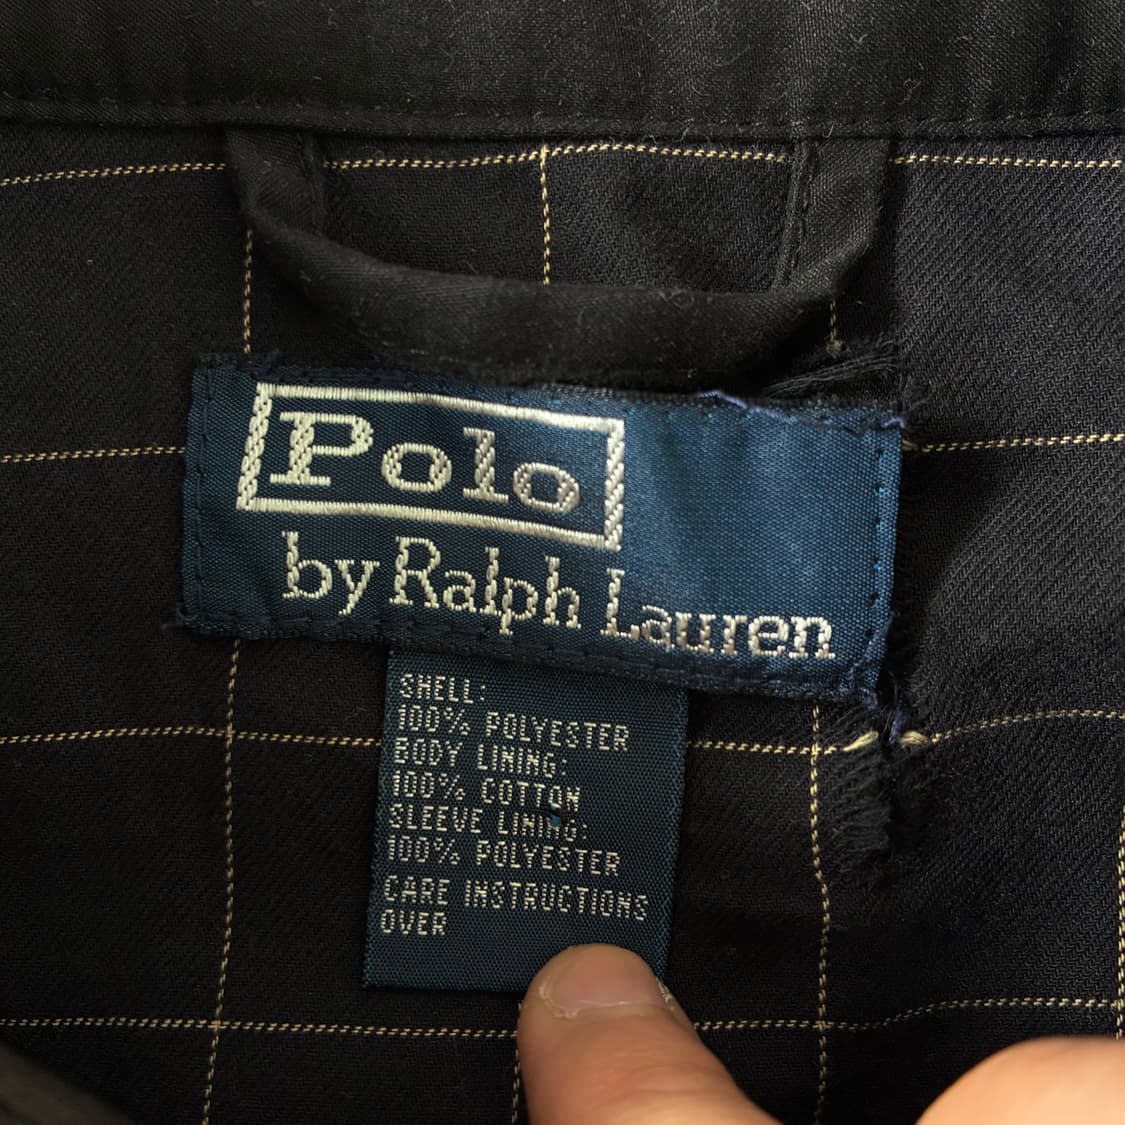 Polo
by Ralph Lauren
SHELL:
100% POLYESTER
BODY LINING:
100% COTTON
SLEEVE LINING:
100% POLYESTER
CARE INSTRUCTIONS
OVER